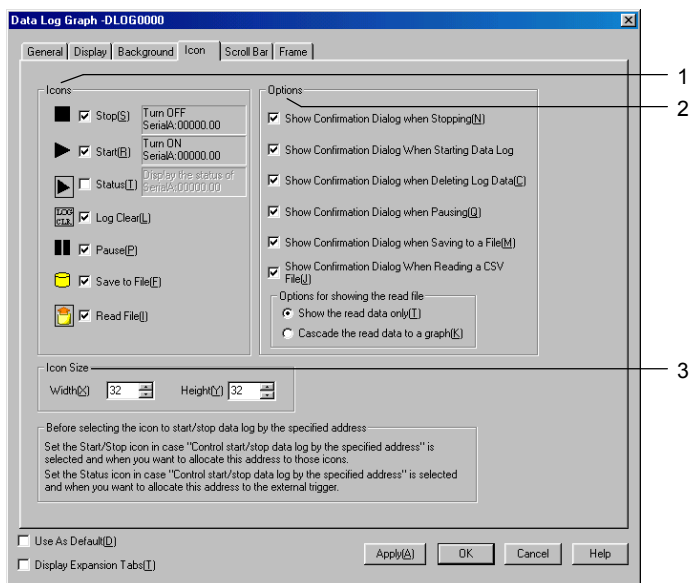 Data Log Graph -DLOG0000
General Display Background Icon Scroll Bar Frame
1
Icons
Stop(S)
Turn OFF
SerialA:00000.00
Start(R)
Turn ON
SerialA:00000.00
Status(T)
Display the status of
SerialA:00000.00
LOG
CLR
Log Clear(L)
Pause(P)
Save to File(F)
Read File(I)
2
Options
Show Confirmation Dialog when Stopping(N)
Show Confirmation Dialog When Starting Data Log
Show Confirmation Dialog when Deleting Log Data(C)
Show Confirmation Dialog when Pausing(Q)
Show Confirmation Dialog when Saving to a File(M)
Show Confirmation Dialog When Reading a CSV
File(J)
Options for showing the read file
Show the read data only(T)
Cascade the read data to a graph(K)
3
Icon Size
Width(X) 32 Height(Y) 32
Before selecting the icon to start/stop data log by the specified address
Set the Start/Stop icon in case "Control start/stop data log by the specified address" is
selected and when you want to allocate this address to those icons.
Set the Status icon in case "Control start/stop data log by the specified address" is selected
and when you want to allocate this address to the external trigger.
Use As Default(D)
Display Expansion Tabs(T)
Apply(A) OK Cancel Help